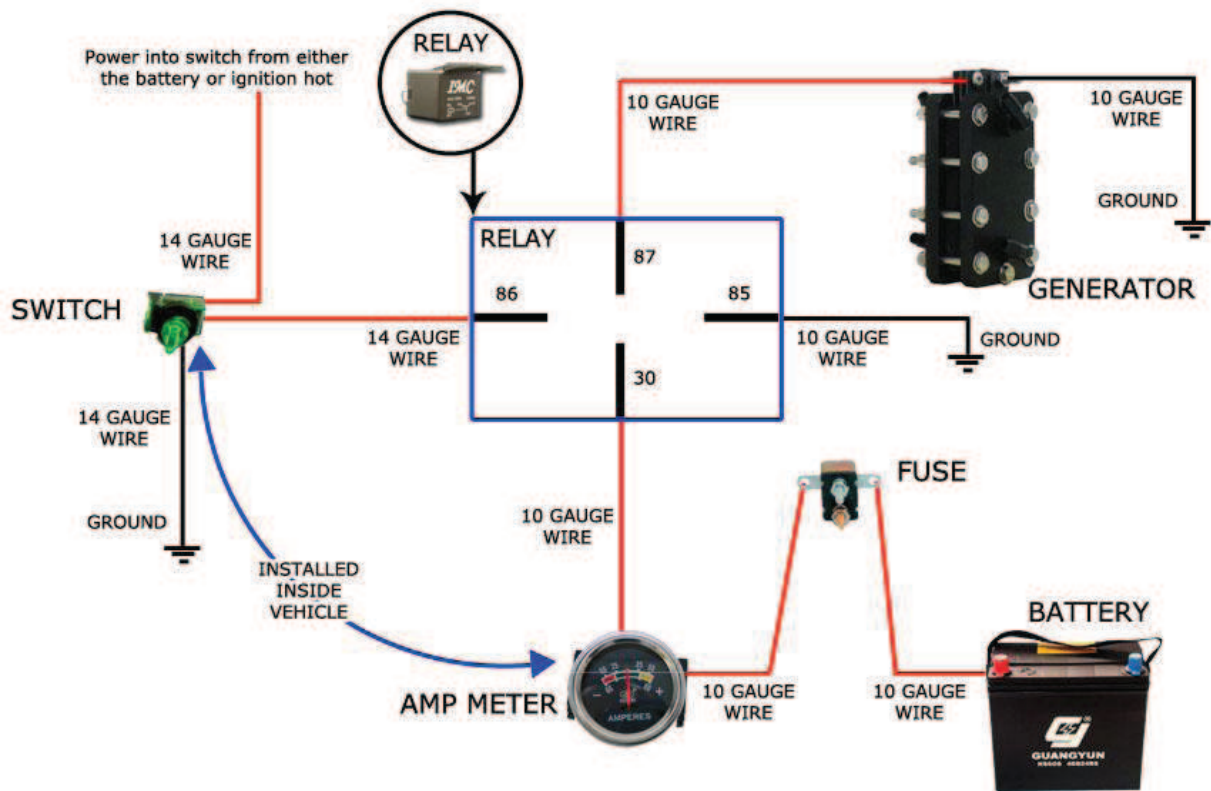 Power into switch from either
the battery or ignition hot
RELAY
10 GAUGE
WIRE
10 GAUGE
WIRE
GROUND
GENERATOR
14 GAUGE
WIRE
SWITCH
RELAY
87
86
85
30
14 GAUGE
WIRE
10 GAUGE
WIRE
GROUND
14 GAUGE
WIRE
GROUND
INSTALLED
INSIDE
VEHICLE
10 GAUGE
WIRE
FUSE
BATTERY
AMP METER
AMPERES
10 GAUGE
WIRE
10 GAUGE
WIRE
GUANGYUN